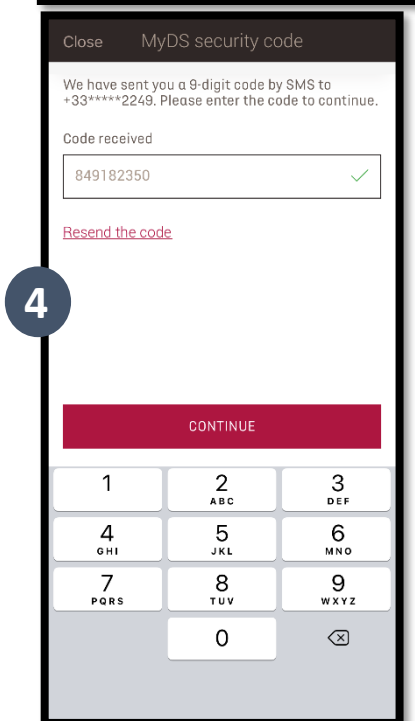 Close MyDS security code
We have sent you a 9-digit code by SMS to
+33*****2249. Please enter the code to continue.
Code received
849182350
Resend the code
4
CONTINUE
1 2 3
ABC DEF
4 5 6
GHI JKL MNO
7 8 9
PQRS TUV WXYZ
0